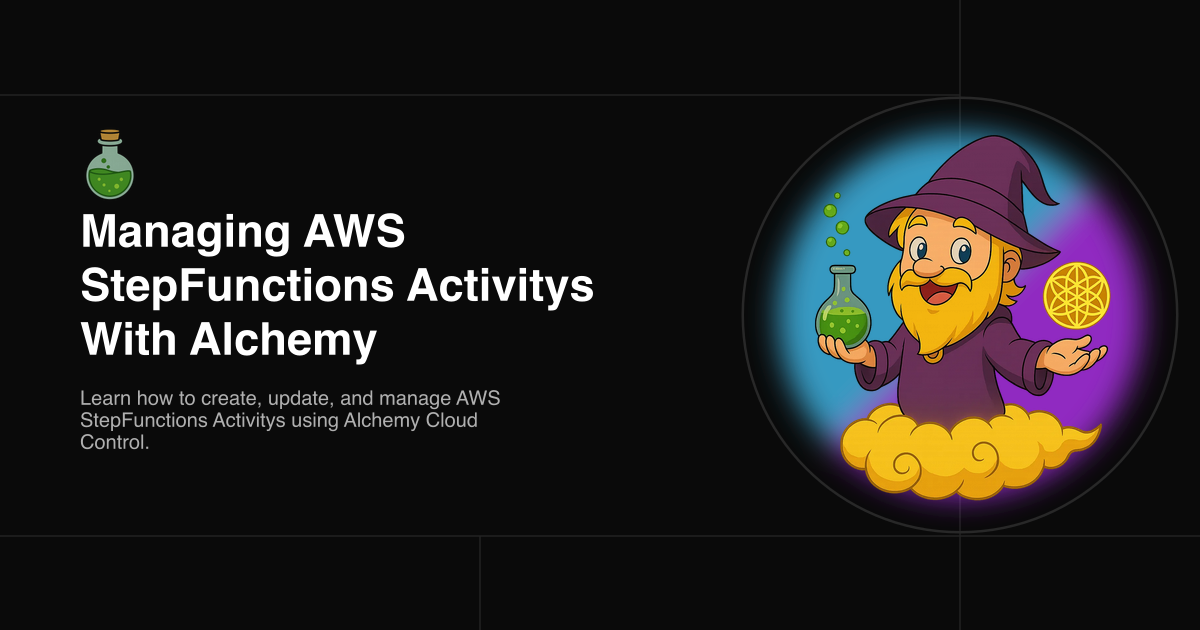 Managing AWS
StepFunctions Activitys
With Alchemy
Learn how to create, update, and manage AWS
StepFunctions Activitys using Alchemy Cloud
Control.